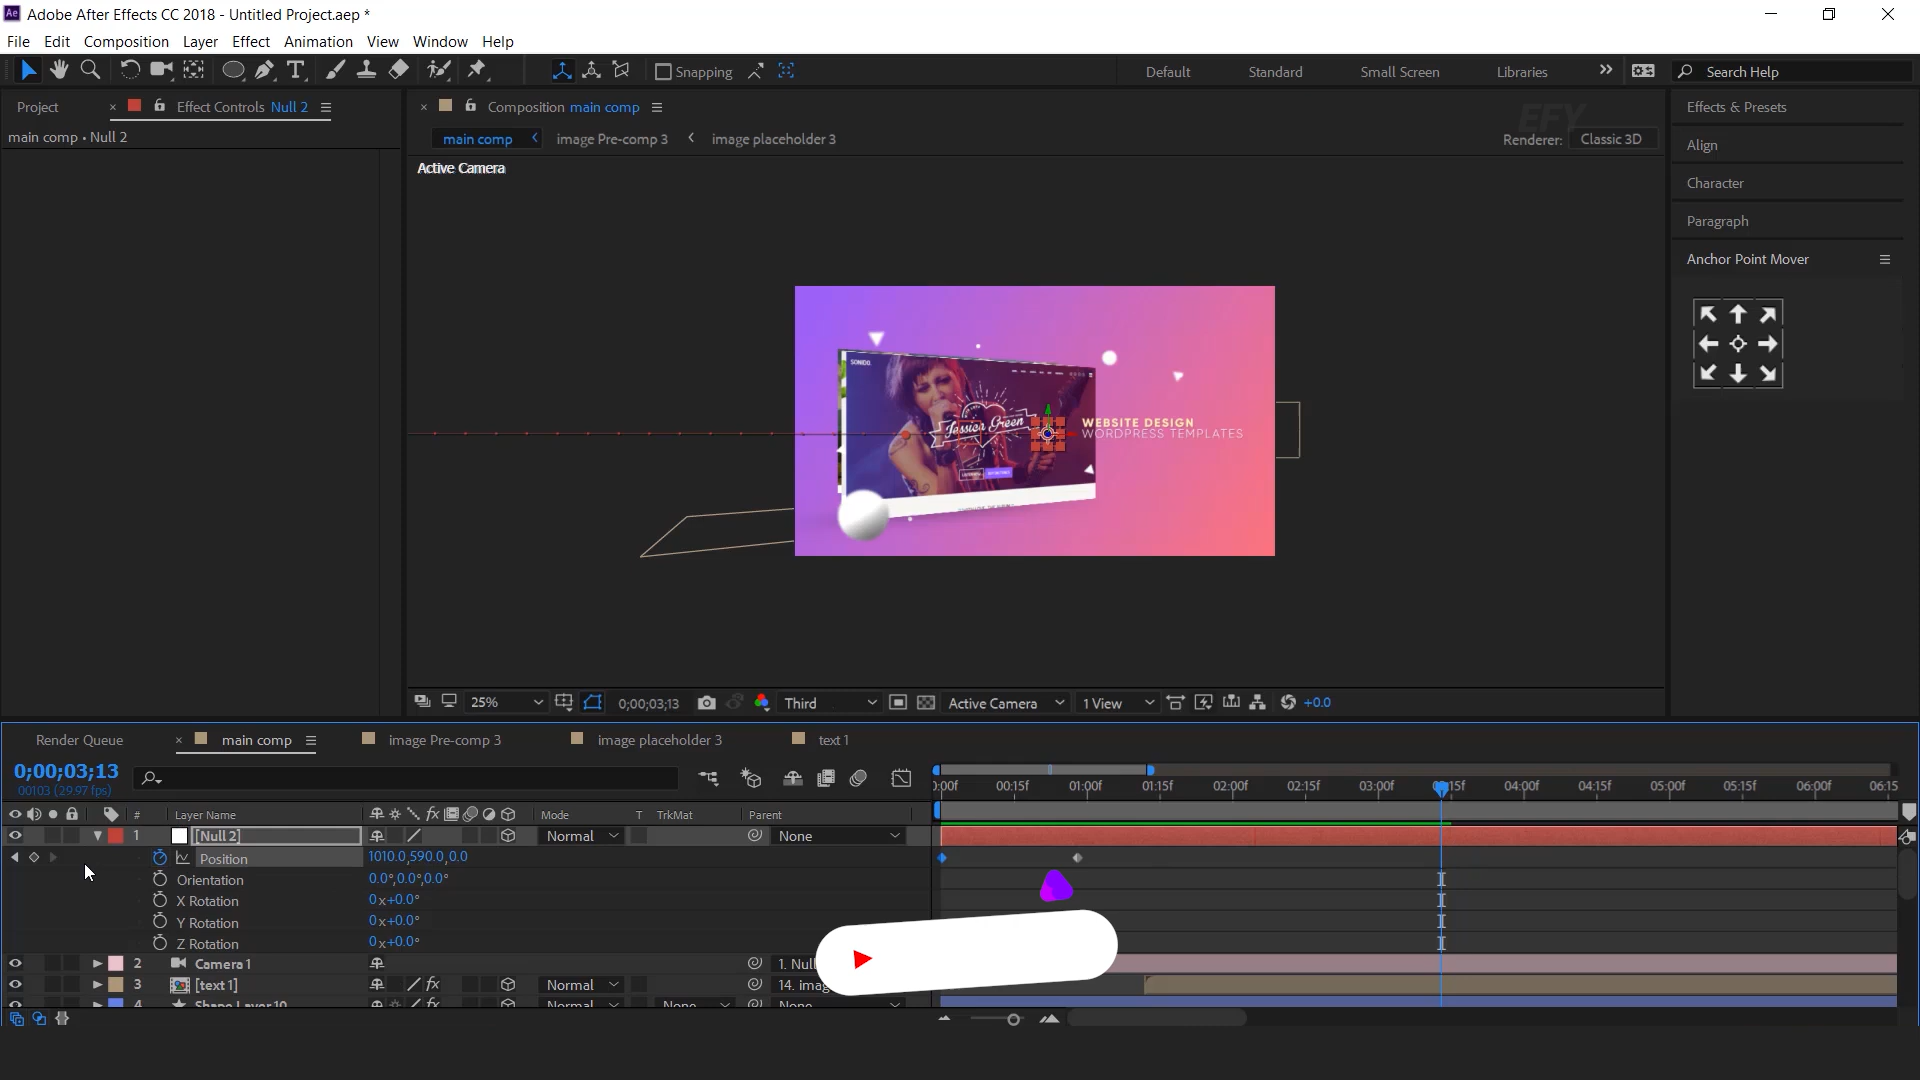 Ae Adobe After Effects CC 2018 - Untitled Project.aep *
File Edit Composition Layer Effect Animation View Window Help
T Snapping Default Standard Small Screen Libraries Search Help
Project × Effect Controls Null 2
main comp • Null 2
× Composition main comp
EFY
main comp image Pre-comp 3 image placeholder 3
Renderer: Classic 3D
Active Camera
Effects & Presets
Align
Character
Paragraph
Anchor Point Mover
SONIDO.
Jessica Green
WEBSITE DESIGN
WORDPRESS TEMPLATES
25% 0;00;03;13 Third Active Camera 1 View +0.0
Render Queue × main comp image Pre-comp 3 image placeholder 3 text 1
0;00;03;13
00103 (29.97 fps)
:00f 00:15f 01:00f 01:15f 02:00f 02:15f 03:00f 03:15f 04:00f 04:15f 05:00f 05:15f 06:00f 06:15
# Layer Name fx Mode T TrkMat Parent
1 [Null 2] Normal None
Position 1010.0,590.0,0.0
Orientation 0.0°,0.0°,0.0°
X Rotation 0x+0.0°
Y Rotation 0x+0.0°
Z Rotation 0x+0.0°
2 Camera 1 1. Null
3 [text 1] fx Normal 14. imag
4 Shape Layer 10 fx Normal None None